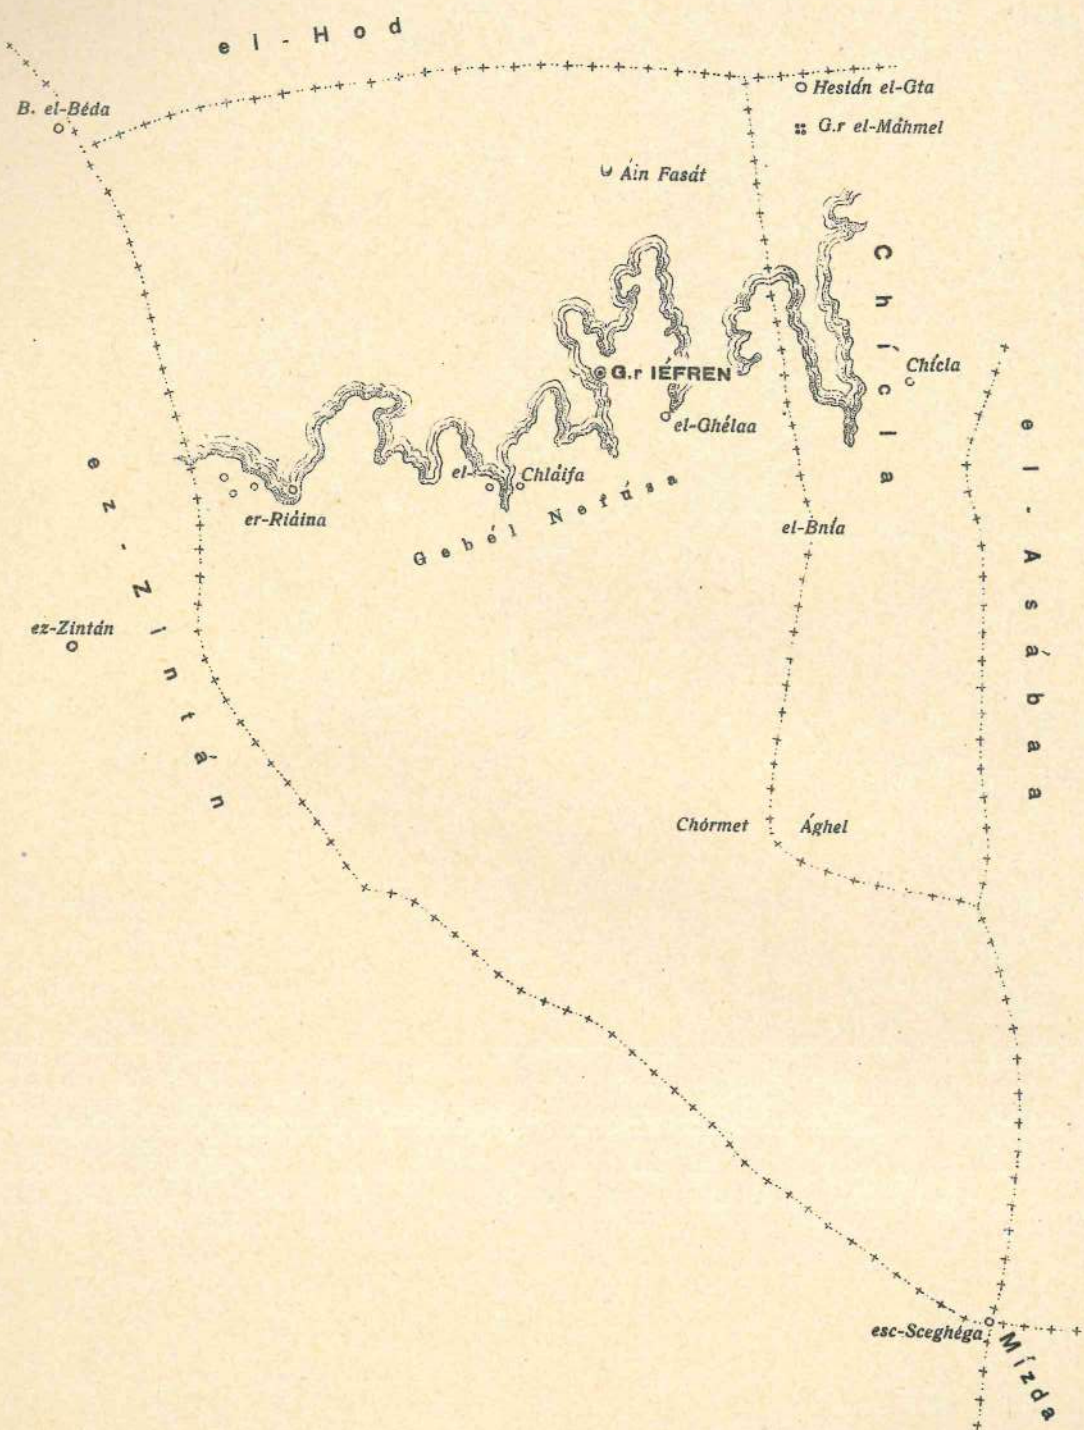 el-Hod
B. el-Béda
Hesián el-Gta
G.r el-Máhmel
Áin Fasát
Chícla
G.r IÉFREN
Chícla
el-Ghélaa
el-Asábaa
ez-Zintán
el-Chláifa
er-Riáina
Gebél Nefúsa
el-Bnía
ez-Zintán
Chórmet Ághel
esc-Sceghéga
Mízda